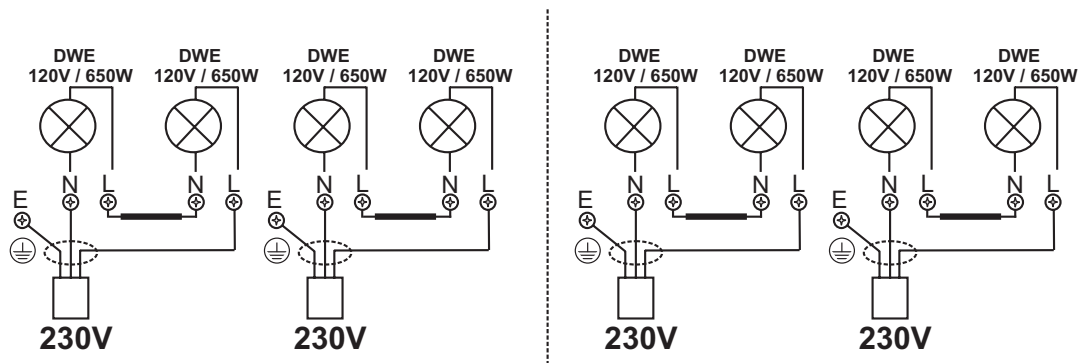 DWE DWE DWE DWE DWE DWE DWE DWE
120V / 650W 120V / 650W 120V / 650W 120V / 650W 120V / 650W 120V / 650W 120V / 650W 120V / 650W
N L N L N L N L N L N L N L N L
E E E E
230V 230V 230V 230V